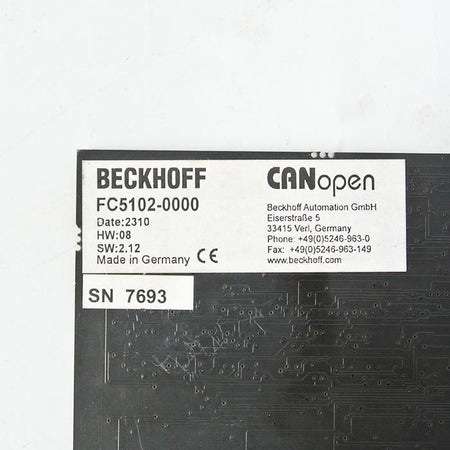 BECKHOFF
FC5102-0000
Date:2310
HW:08
SW:2.12
Made in Germany CE
CANopen
Beckhoff Automation GmbH
Eiserstraße 5
33415 Verl, Germany
Phone: +49(0)5246-963-0
Fax: +49(0)5246-963-149
www.beckhoff.com
SN 7693